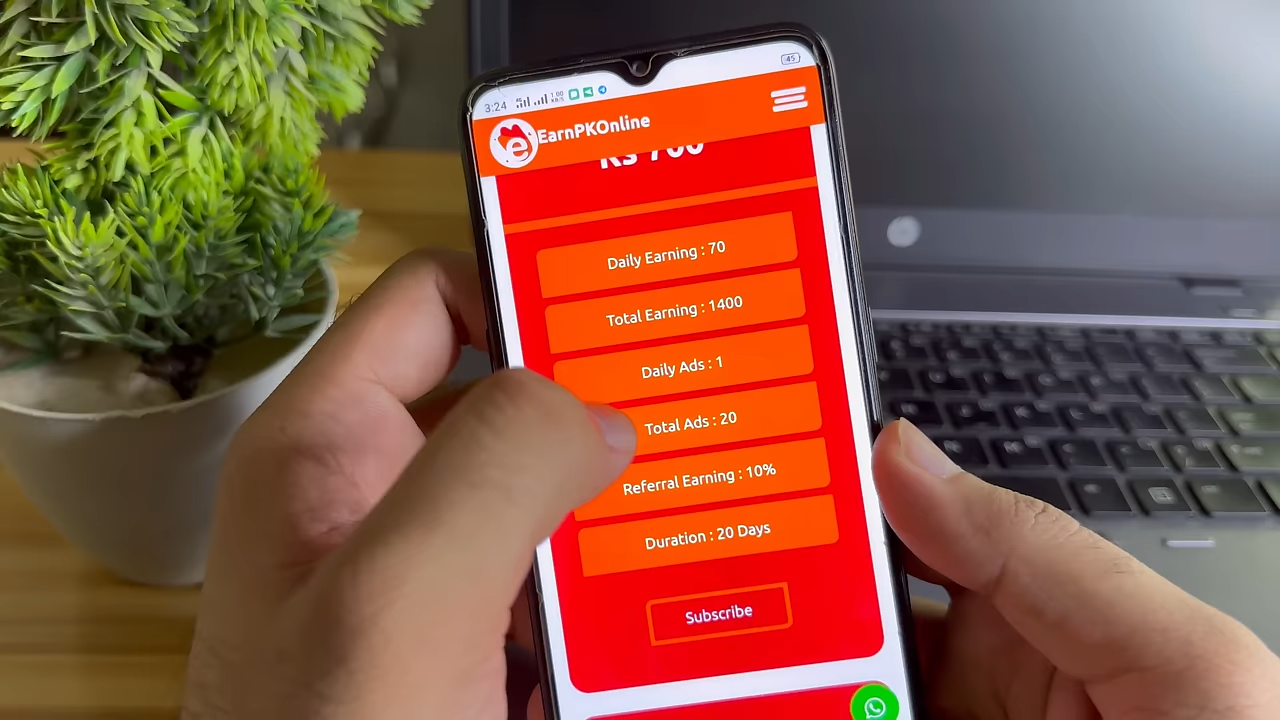 3:24
45
EarnPKOnline
Rs 700
Daily Earning : 70
Total Earning : 1400
Daily Ads : 1
Total Ads : 20
Referral Earning : 10%
Duration : 20 Days
Subscribe